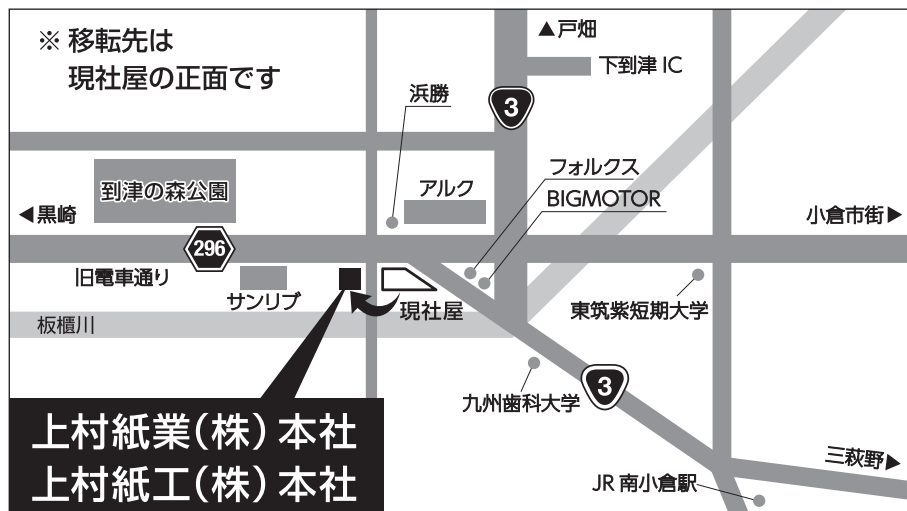 ※ 移転先は
現社屋の正面です
▲戸畑
下到津 IC
浜勝
3
到津の森公園
アルク
フォルクス
BIGMOTOR
◀黒崎
小倉市街▶
296
旧電車通り
サンリブ
現社屋
東筑紫短期大学
板櫃川
九州歯科大学
3
上村紙業(株)本社
上村紙工(株)本社
三萩野▶
JR 南小倉駅